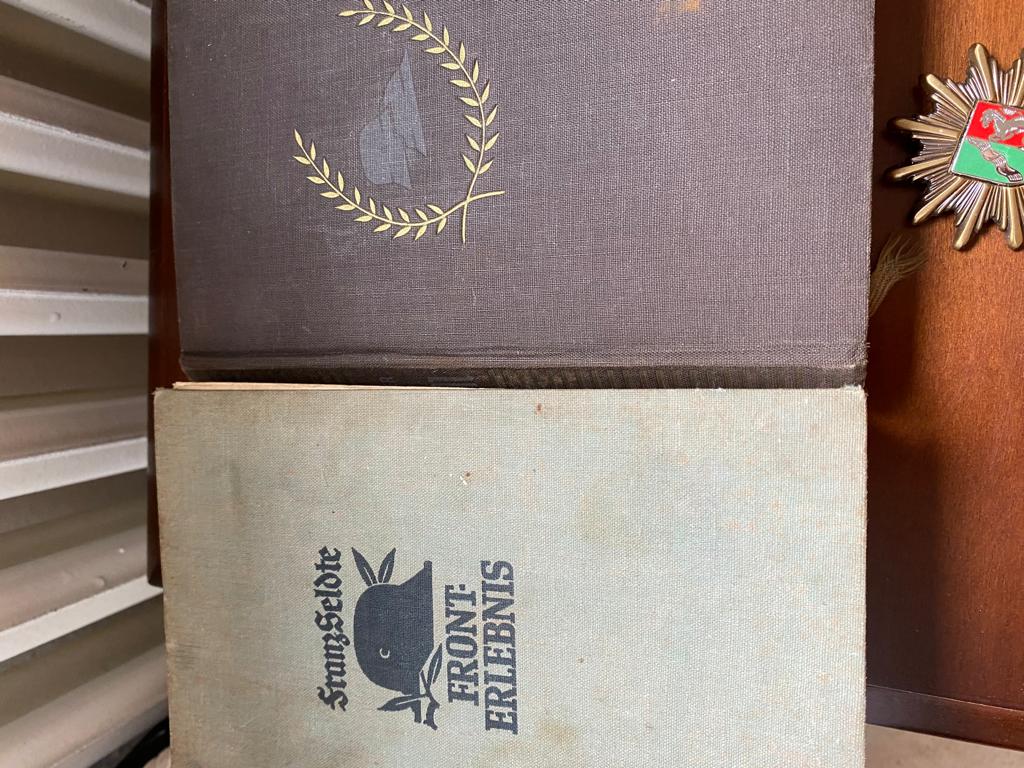 Franz Seldte
FRONT-
ERLEBNIS